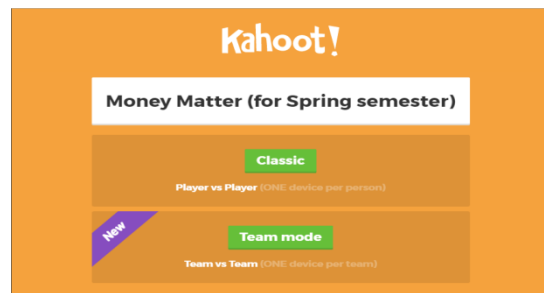 Kahoot!
Money Matter (for Spring semester)
Classic
Player vs Player (ONE device per person)
New
Team mode
Team vs Team (ONE device per team)